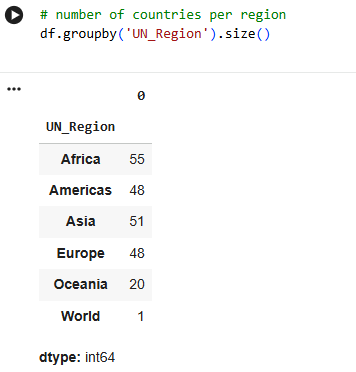 # number of countries per region
df.groupby('UN_Region').size()
...
0
UN_Region
Africa 55
Americas 48
Asia 51
Europe 48
Oceania 20
World 1
dtype: int64